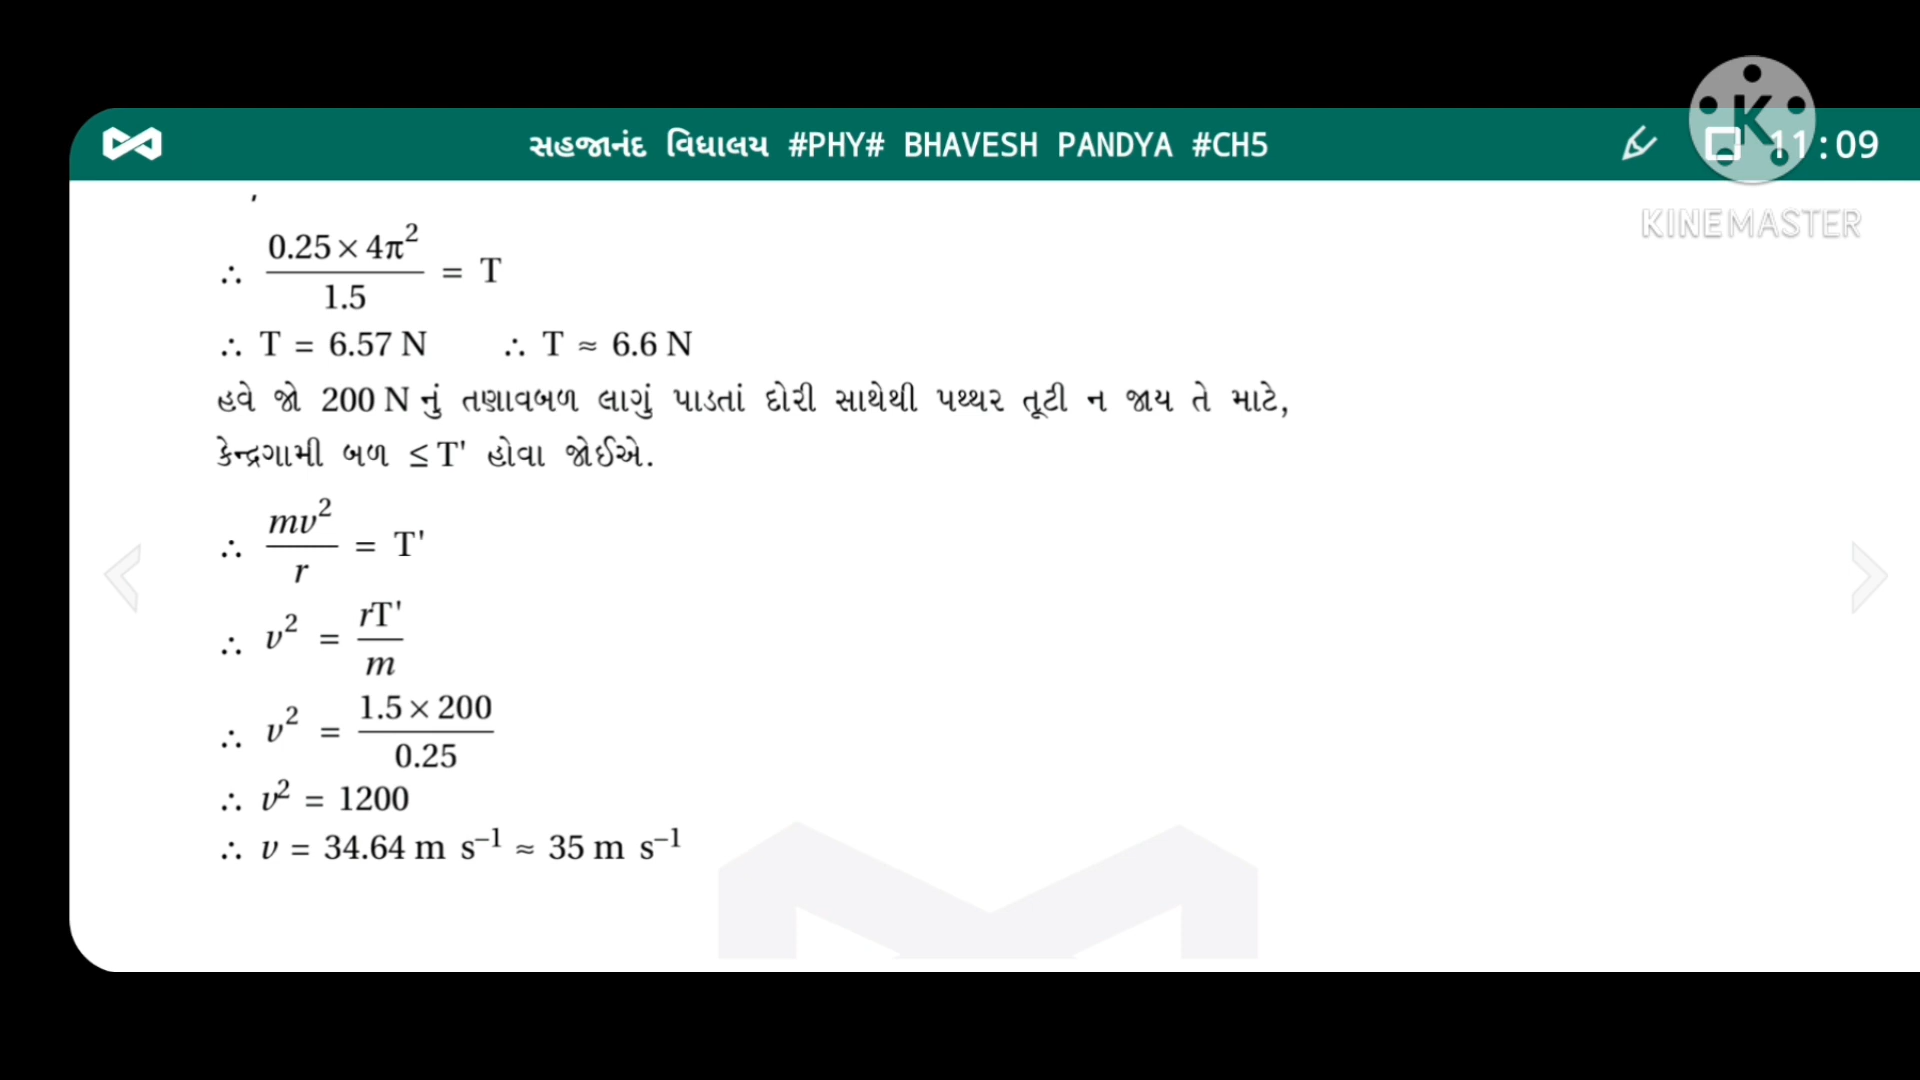 સહજાનંદ વિદ્યાલય #PHY# BHAVESH PANDYA #CH5
11:09
K
KINEMASTER
∴ 0.25 × 4π² / 1.5 = T
∴ T = 6.57 N ∴ T ≈ 6.6 N
હવે જો 200 N નું તણાવબળ લાગું પાડતાં દોરી સાથેથી પથ્થર તૂટી ન જાય તે માટે,
કેન્દ્રગામી બળ ≤ T' હોવા જોઈએ.
∴ mv² / r = T'
∴ v² = rT' / m
∴ v² = 1.5 × 200 / 0.25
∴ v² = 1200
∴ v = 34.64 m s⁻¹ ≈ 35 m s⁻¹